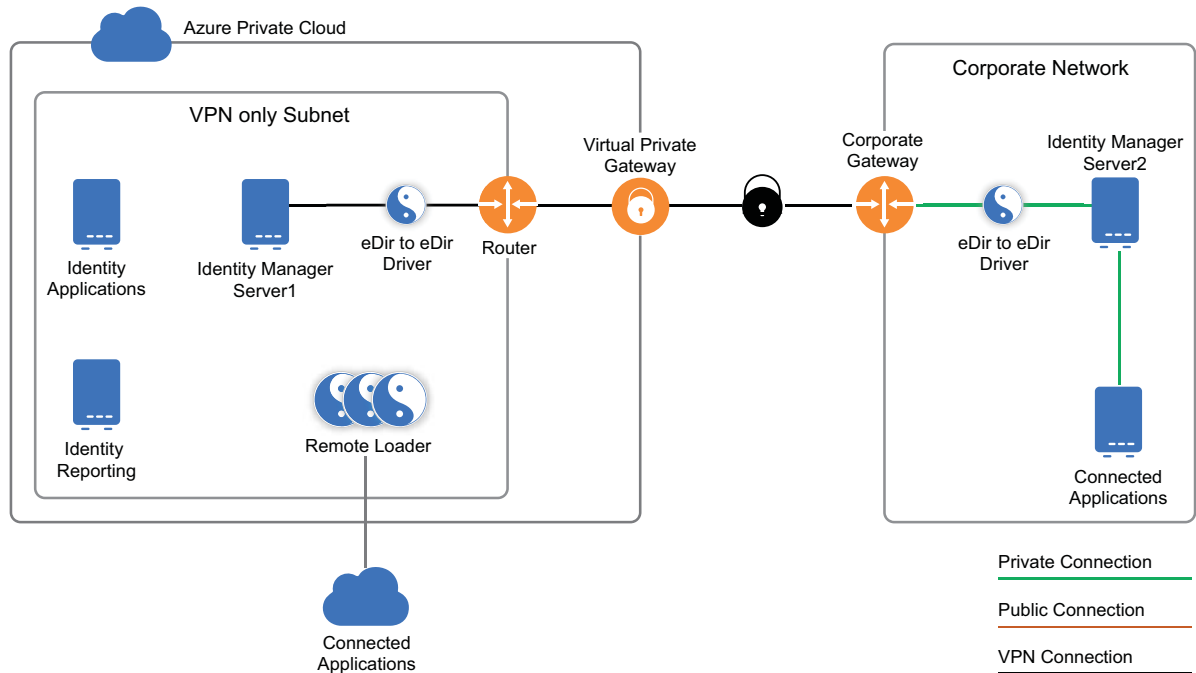 Azure Private Cloud
VPN only Subnet
Identity
Applications
Identity Manager
Server1
eDir to eDir
Driver
Router
Identity
Reporting
Remote Loader
Connected
Applications
Virtual Private
Gateway
Corporate
Gateway
Corporate Network
Identity Manager
Server2
eDir to eDir
Driver
Connected
Applications
Private Connection
Public Connection
VPN Connection